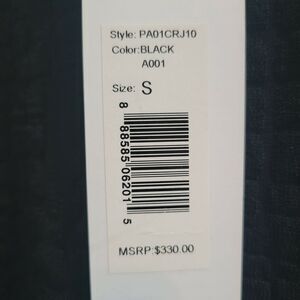 Style: PA01CRJ10
Color:BLACK
A001
Size: S
8 88585 06201 5
MSRP:$330.00